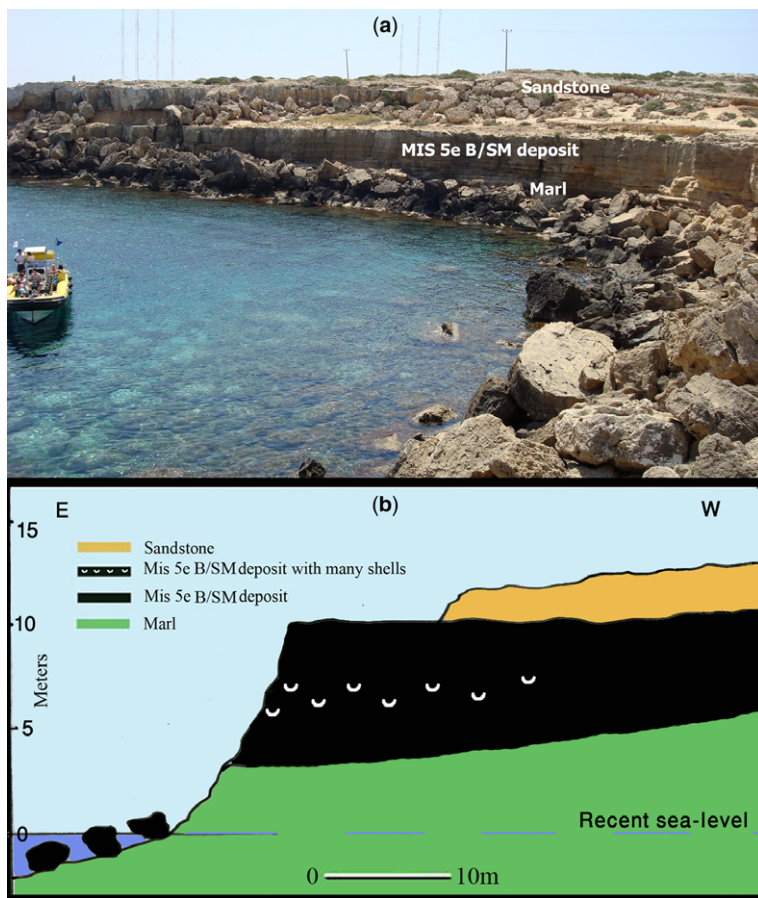 (a)
Sandstone
MIS 5e B/SM deposit
Marl
E
(b)
W
15
Sandstone
Mis 5e B/SM deposit with many shells
Mis 5e B/SM deposit
Marl
10
Meters
5
0
Recent sea-level
0 10m